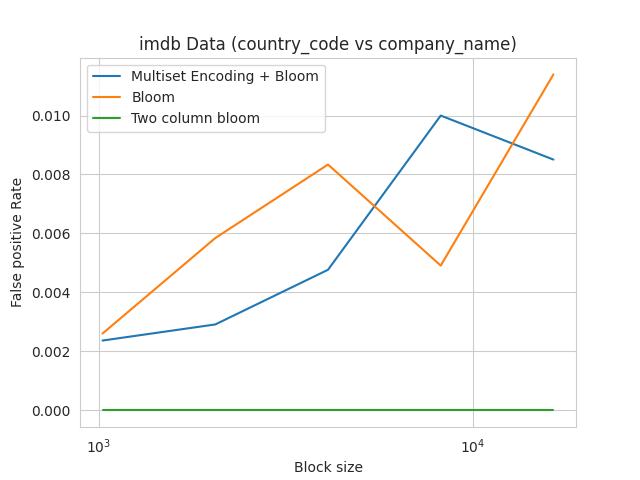 imdb Data (country_code vs company_name)
Multiset Encoding + Bloom
Bloom
Two column bloom
False positive Rate
0.010
0.008
0.006
0.004
0.002
0.000
10³
10⁴
Block size